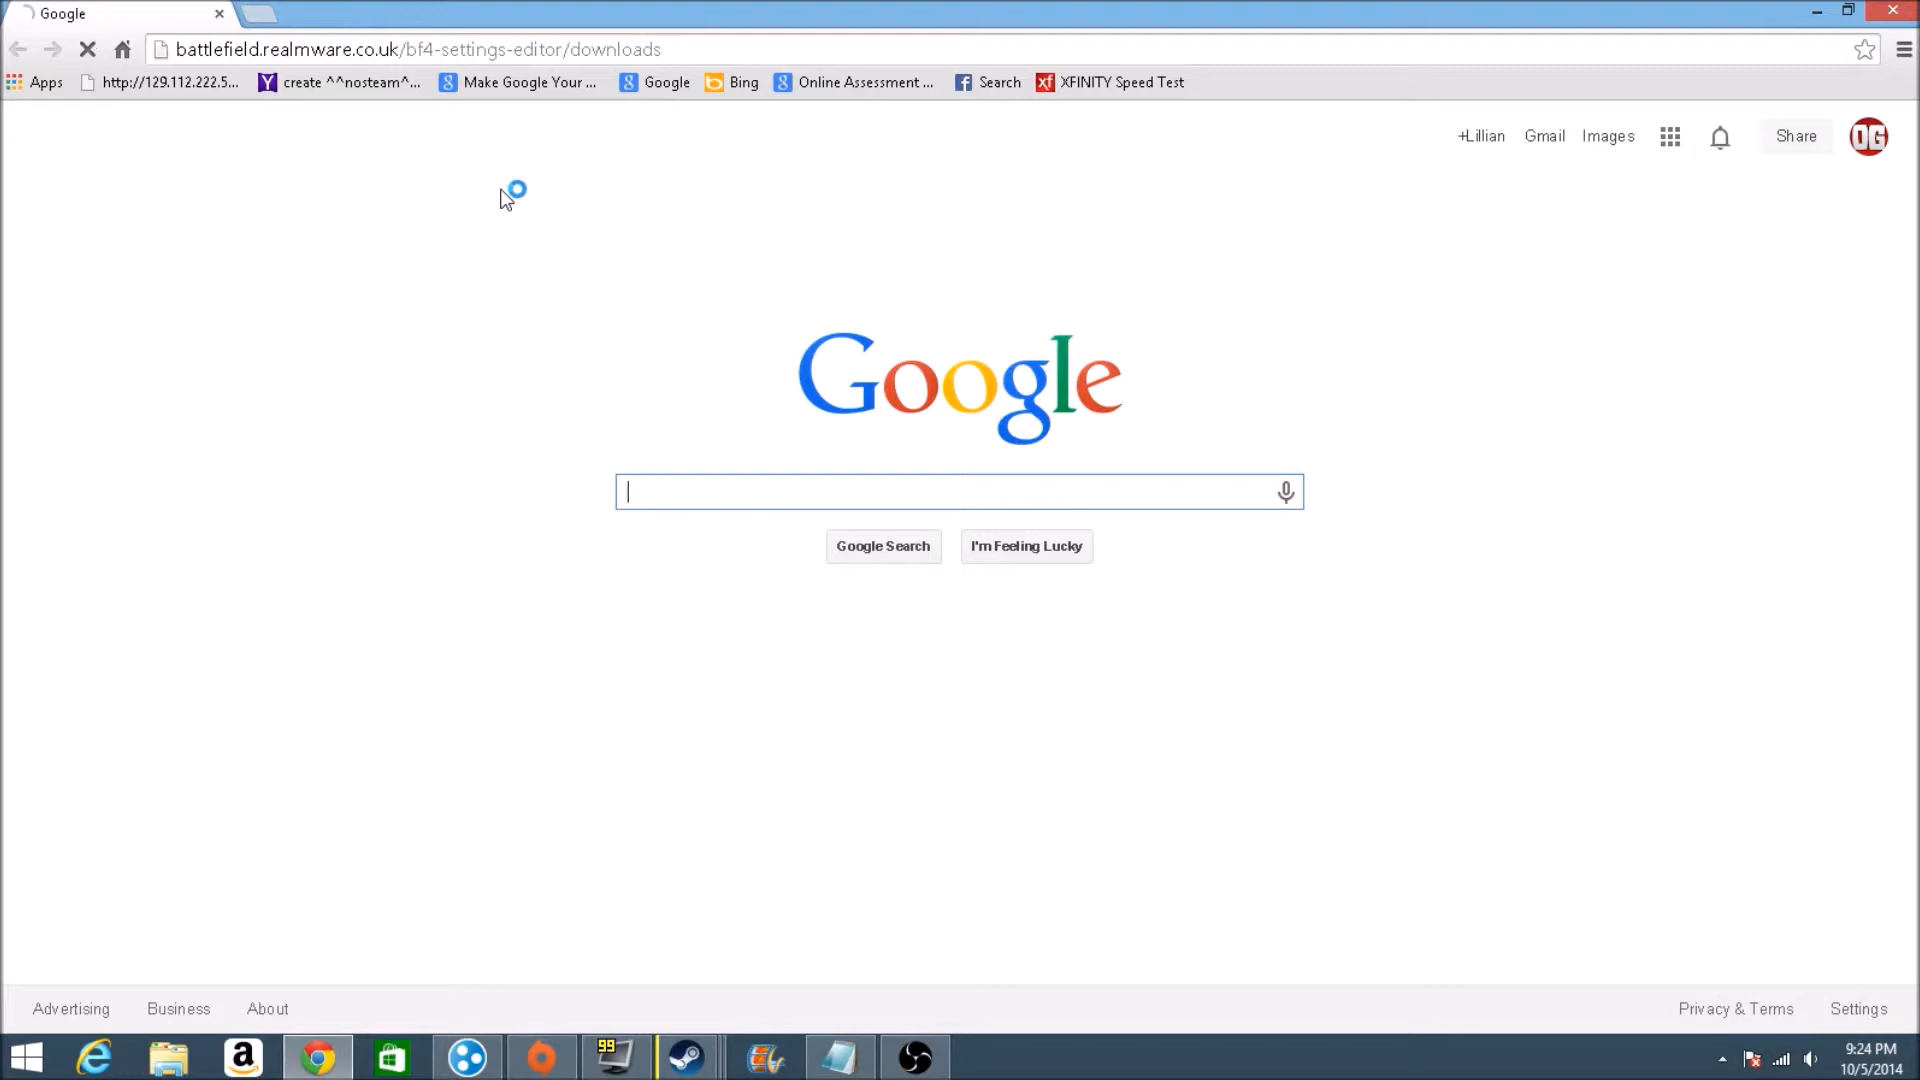 Google
battlefield.realmware.co.uk/bf4-settings-editor/downloads
Apps http://129.112.222.5... create ^^nosteam^... Make Google Your ... Google Bing Online Assessment ... Search XFINITY Speed Test
+Lillian Gmail Images Share OG
Google
Google Search I'm Feeling Lucky
Advertising Business About Privacy & Terms Settings
99
9:24 PM
10/5/2014